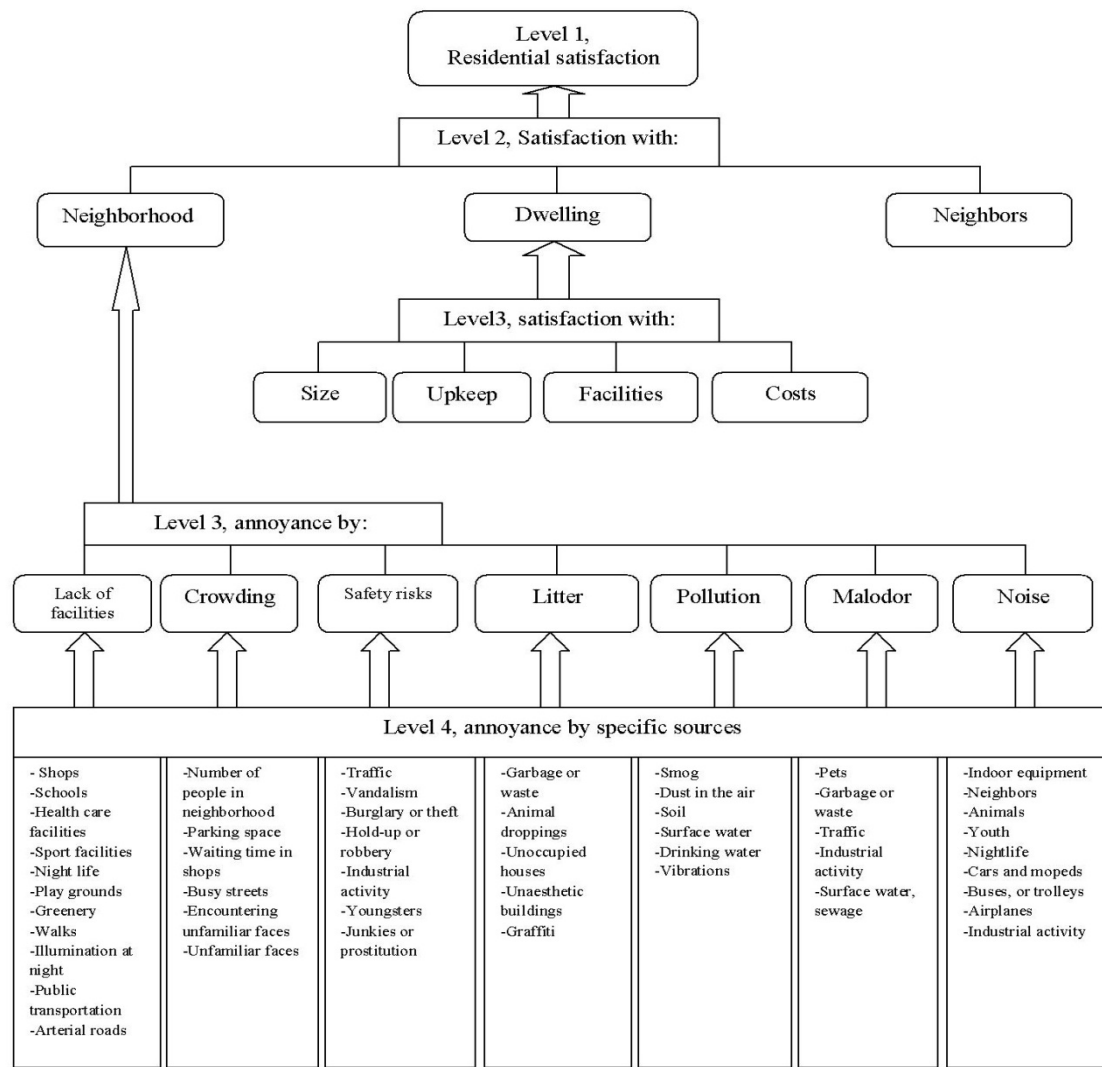 Level 1,
Residential satisfaction
Level 2, Satisfaction with:
Neighborhood
Dwelling
Neighbors
Level3, satisfaction with:
Size
Upkeep
Facilities
Costs
Level 3, annoyance by:
Lack of
facilities
Crowding
Safety risks
Litter
Pollution
Malodor
Noise
Level 4, annoyance by specific sources
- Shops
-Schools
-Health care
facilities
-Sport facilities
-Night life
-Play grounds
-Greenery
-Walks
-Illumination at
night
-Public
transportation
-Arterial roads
-Number of
people in
neighborhood
-Parking space
-Waiting time in
shops
-Busy streets
-Encountering
unfamiliar faces
-Unfamiliar faces
-Traffic
-Vandalism
-Burglary or theft
-Hold-up or
robbery
-Industrial
activity
-Youngsters
-Junkies or
prostitution
-Garbage or
waste
-Animal
droppings
-Unoccupied
houses
-Unaesthetic
buildings
-Graffiti
-Smog
-Dust in the air
-Soil
-Surface water
-Drinking water
-Vibrations
-Pets
-Garbage or
waste
-Traffic
-Industrial
activity
-Surface water,
sewage
-Indoor equipment
-Neighbors
-Animals
-Youth
-Nightlife
-Cars and mopeds
-Buses, or trolleys
-Airplanes
-Industrial activity